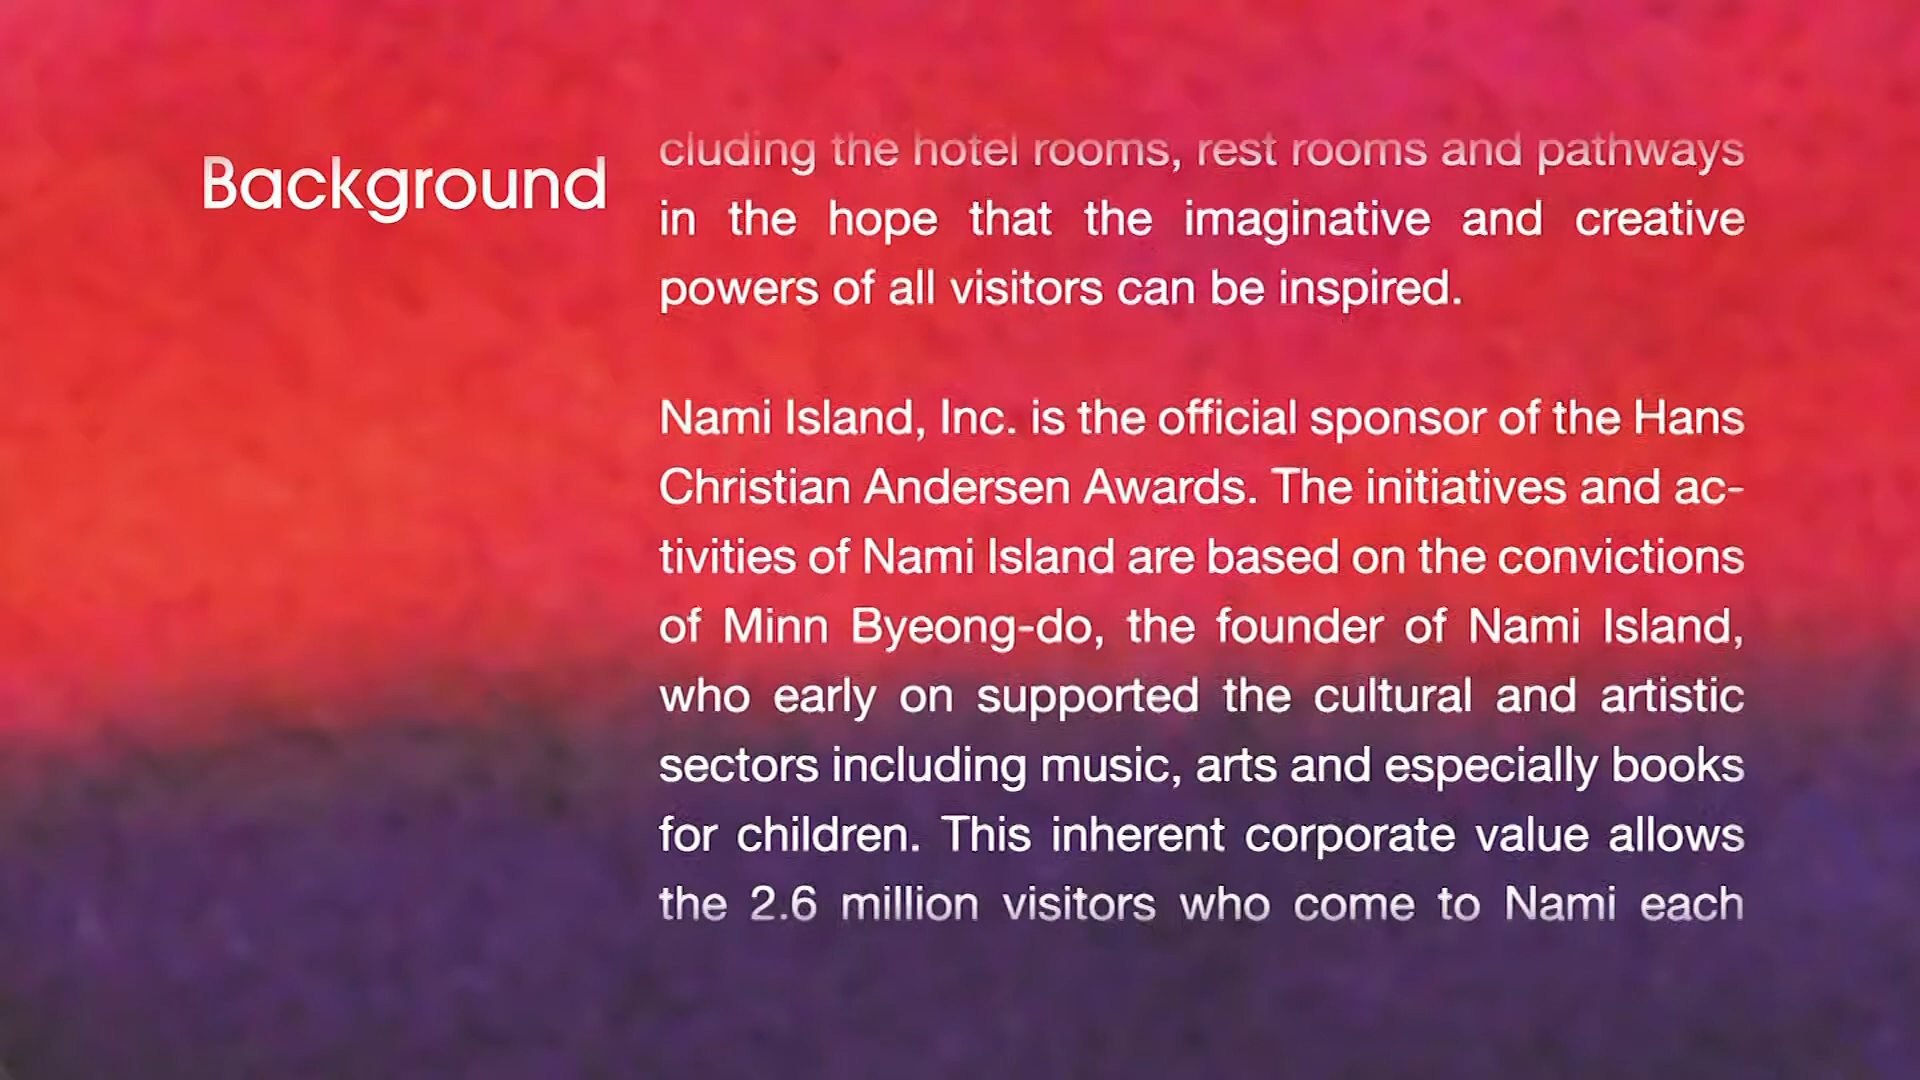 Background
cluding the hotel rooms, rest rooms and pathways
in the hope that the imaginative and creative
powers of all visitors can be inspired.
Nami Island, Inc. is the official sponsor of the Hans
Christian Andersen Awards. The initiatives and ac-
tivities of Nami Island are based on the convictions
of Minn Byeong-do, the founder of Nami Island,
who early on supported the cultural and artistic
sectors including music, arts and especially books
for children. This inherent corporate value allows
the 2.6 million visitors who come to Nami each